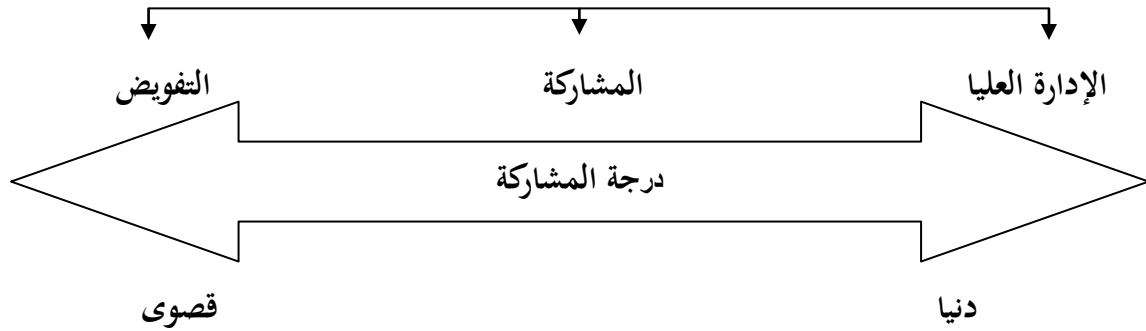 الإدارة العليا المشاركة التفويض
درجة المشاركة
دنيا قصوى